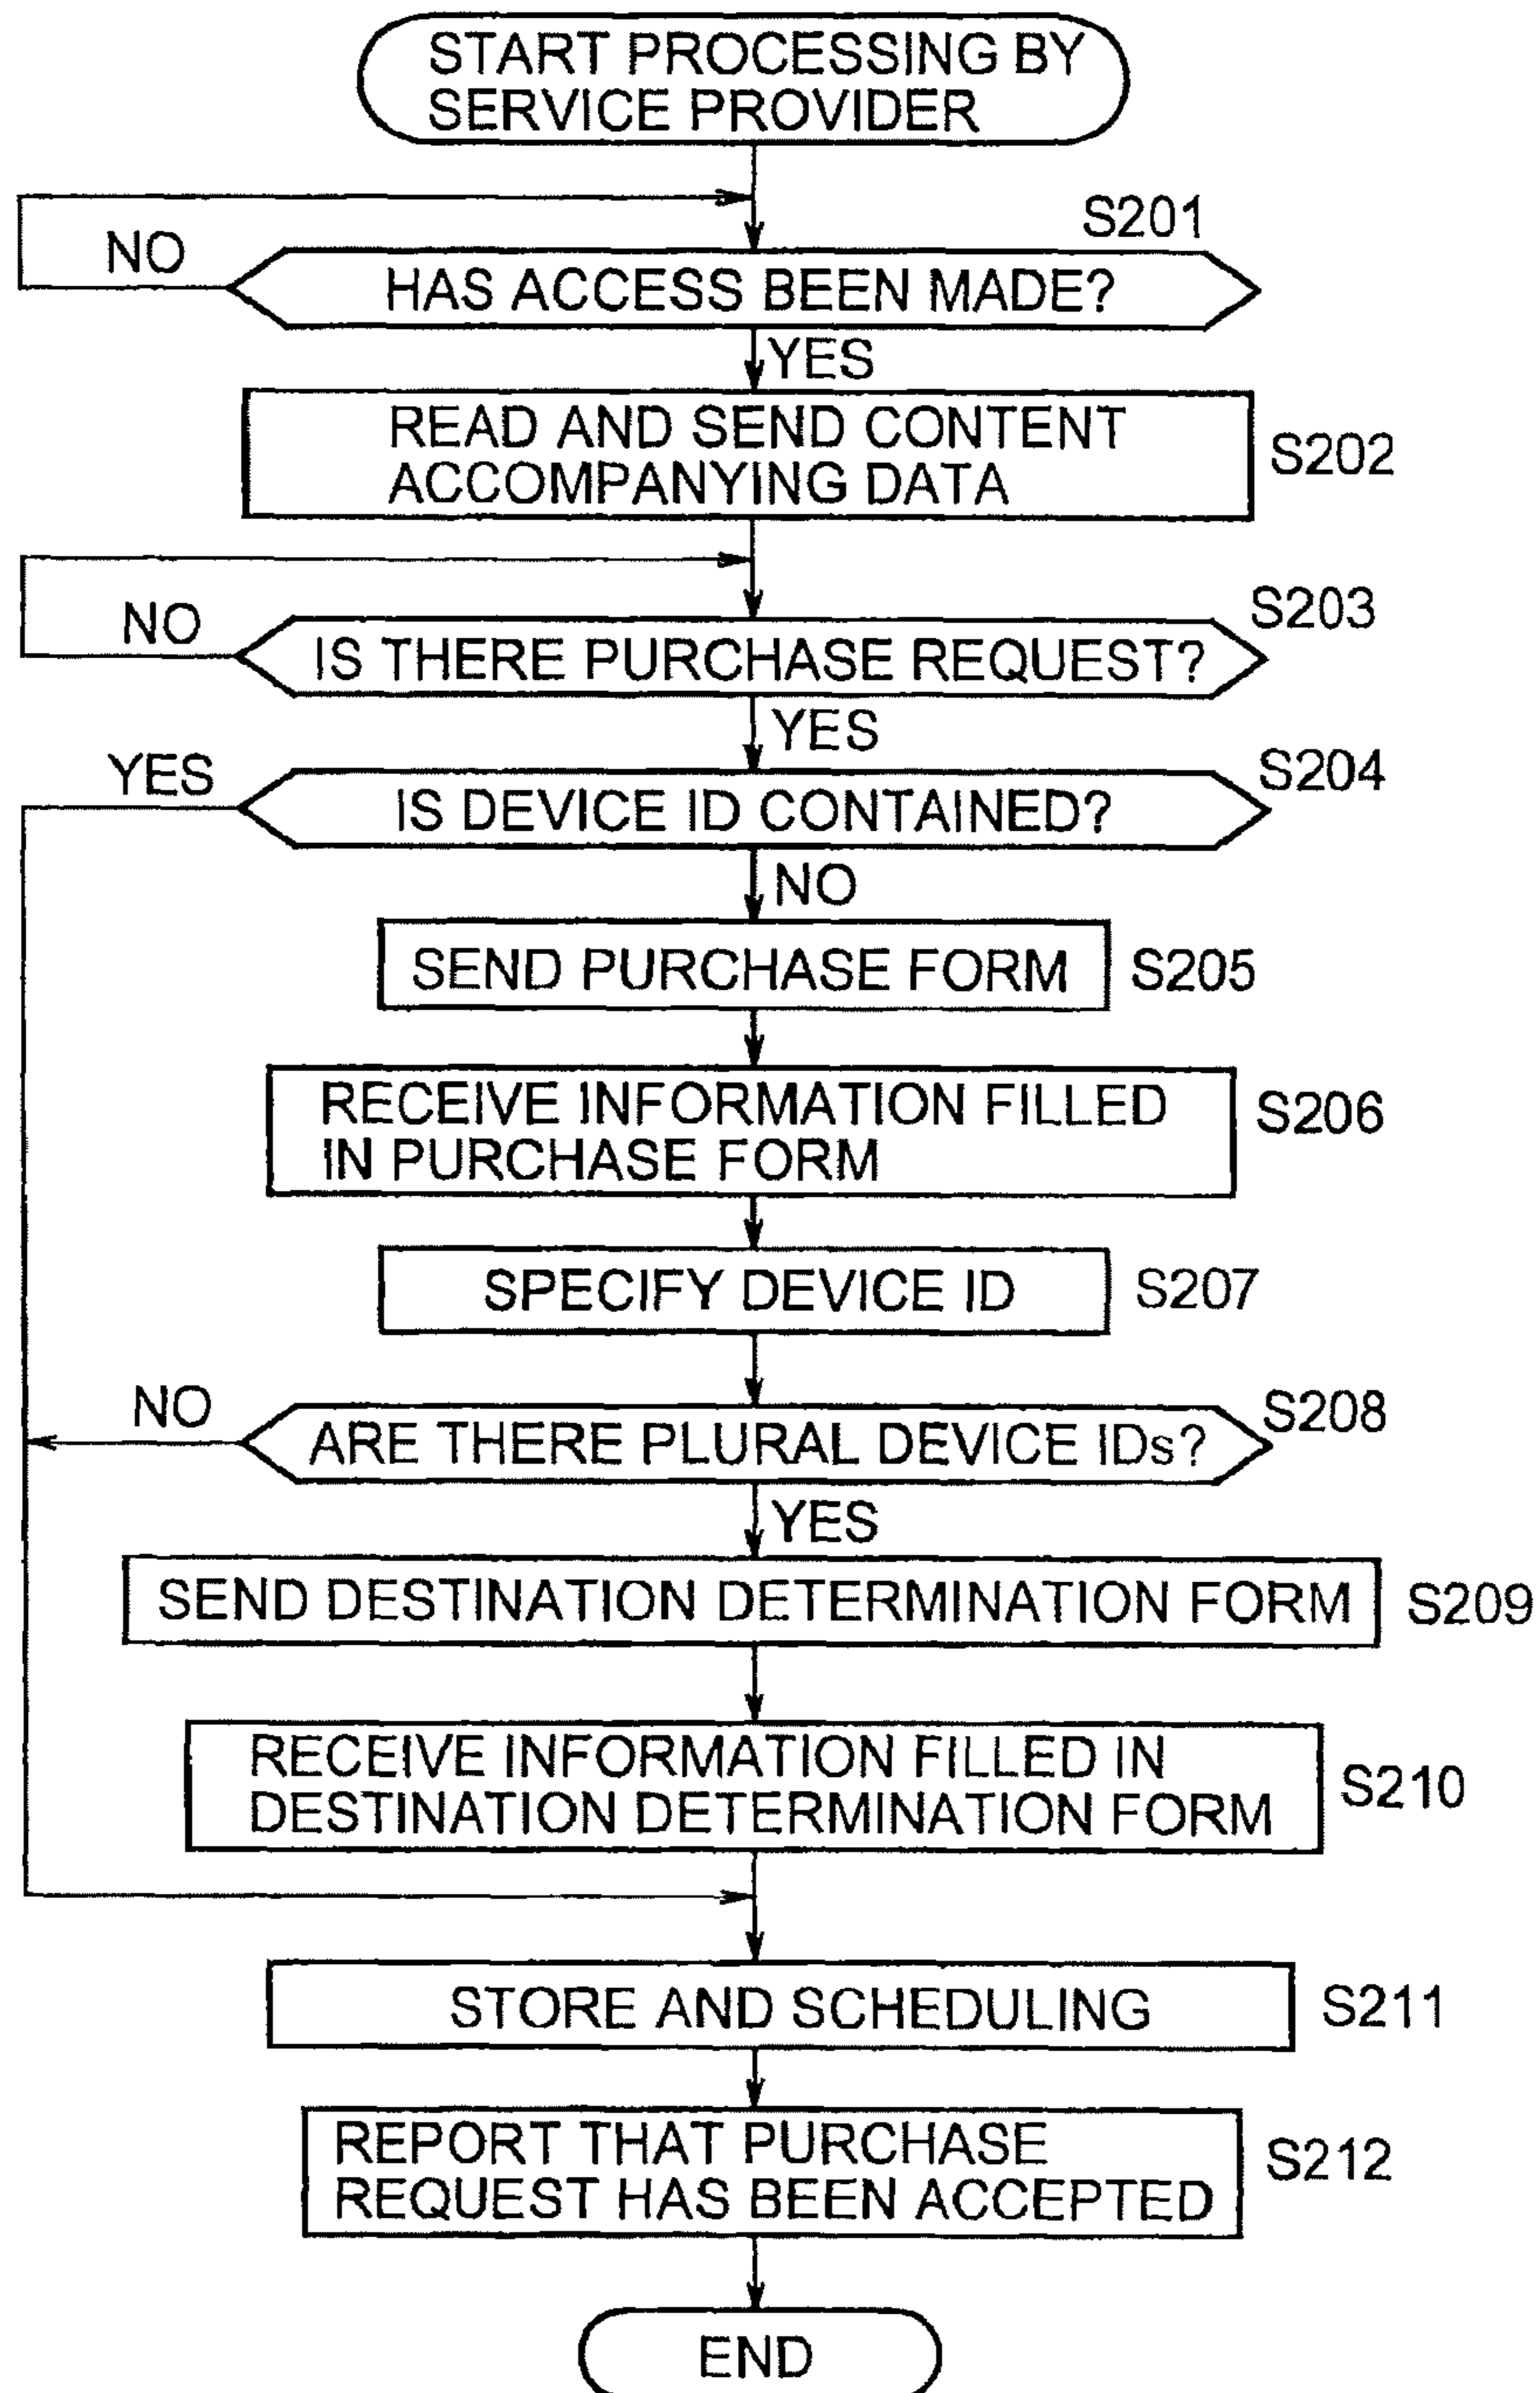 START PROCESSING BY
SERVICE PROVIDER
S201
NO
HAS ACCESS BEEN MADE?
YES
READ AND SEND CONTENT
ACCOMPANYING DATA
S202
S203
NO
IS THERE PURCHASE REQUEST?
YES
YES
S204
IS DEVICE ID CONTAINED?
NO
SEND PURCHASE FORM
S205
RECEIVE INFORMATION FILLED
IN PURCHASE FORM
S206
SPECIFY DEVICE ID
S207
NO
S208
ARE THERE PLURAL DEVICE IDs?
YES
SEND DESTINATION DETERMINATION FORM
S209
RECEIVE INFORMATION FILLED IN
DESTINATION DETERMINATION FORM
S210
STORE AND SCHEDULING
S211
REPORT THAT PURCHASE
REQUEST HAS BEEN ACCEPTED
S212
END